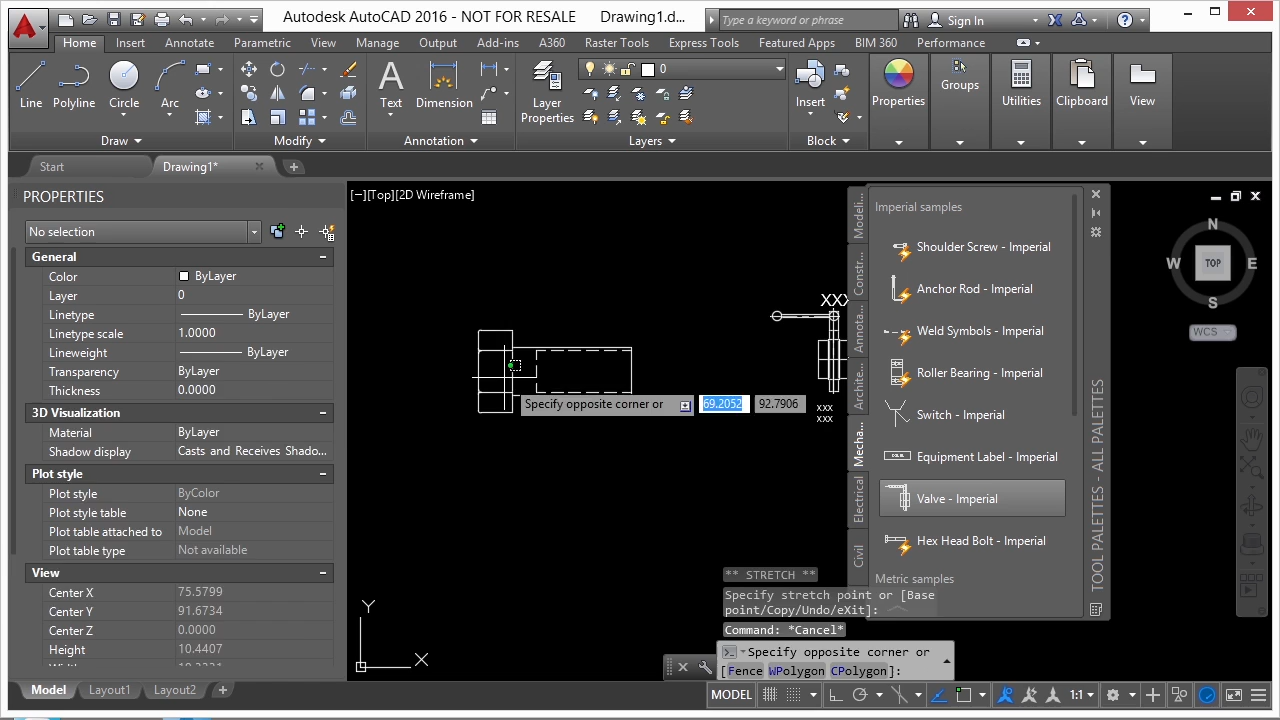 Autodesk AutoCAD 2016 - NOT FOR RESALE Drawing1.d...
Type a keyword or phrase
Sign In
Home Insert Annotate Parametric View Manage Output Add-ins A360 Raster Tools Express Tools Featured Apps BIM 360 Performance
Line Polyline Circle Arc
Text Dimension
Layer Properties
0
Insert
Properties Groups Utilities Clipboard View
Draw Modify Annotation Layers Block
Start Drawing1*
PROPERTIES
No selection
General
Color ByLayer
Layer 0
Linetype ByLayer
Linetype scale 1.0000
Lineweight ByLayer
Transparency ByLayer
Thickness 0.0000
3D Visualization
Material ByLayer
Shadow display Casts and Receives Shado...
Plot style
Plot style ByColor
Plot style table None
Plot table attached to Model
Plot table type Not available
View
Center X 75.5799
Center Y 91.6734
Center Z 0.0000
Height 10.4407
[−][Top][2D Wireframe]
XXX
xxx
xxx
Specify opposite corner or 69.2052 92.7906
Modeli...
Constr...
Annota...
Archite...
Mecha...
Electrical
Civil
Imperial samples
Shoulder Screw - Imperial
Anchor Rod - Imperial
Weld Symbols - Imperial
Roller Bearing - Imperial
Switch - Imperial
Equipment Label - Imperial
Valve - Imperial
Hex Head Bolt - Imperial
Metric samples
TOOL PALETTES - ALL PALETTES
N
W TOP E
S
WCS
Y
X
** STRETCH **
Specify stretch point or [Base
point/Copy/Undo/eXit]:
Command: *Cancel*
Specify opposite corner or
[Fence WPolygon CPolygon]:
Model Layout1 Layout2
MODEL 1:1